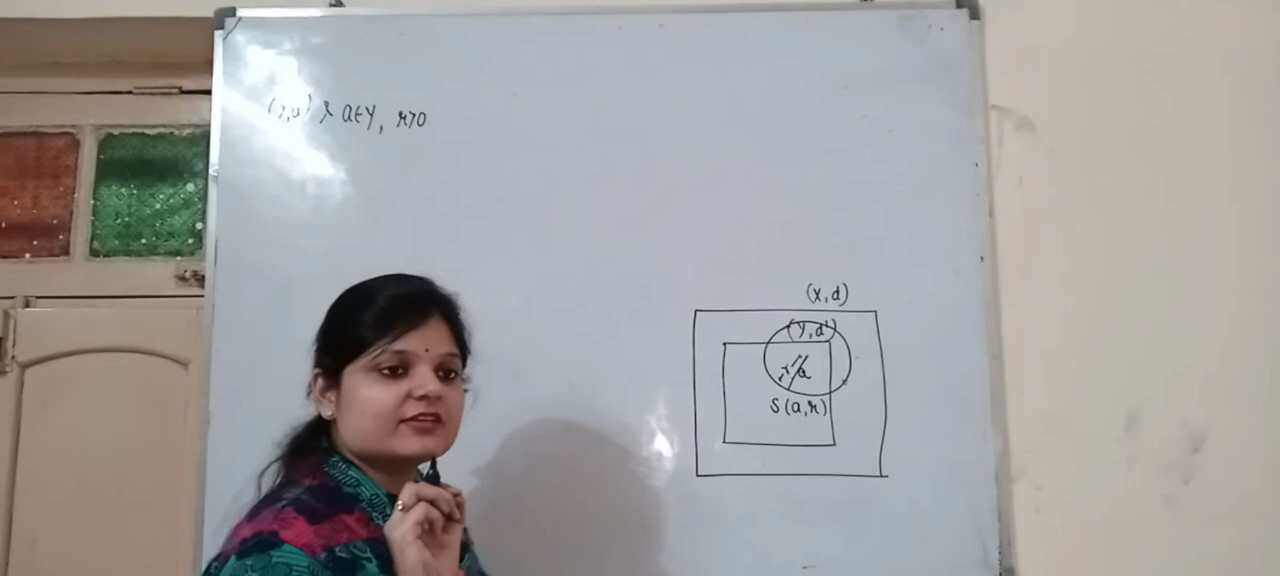 & a∈Y, r>0
(X, d)
(Y, d')
a
S(a, r)